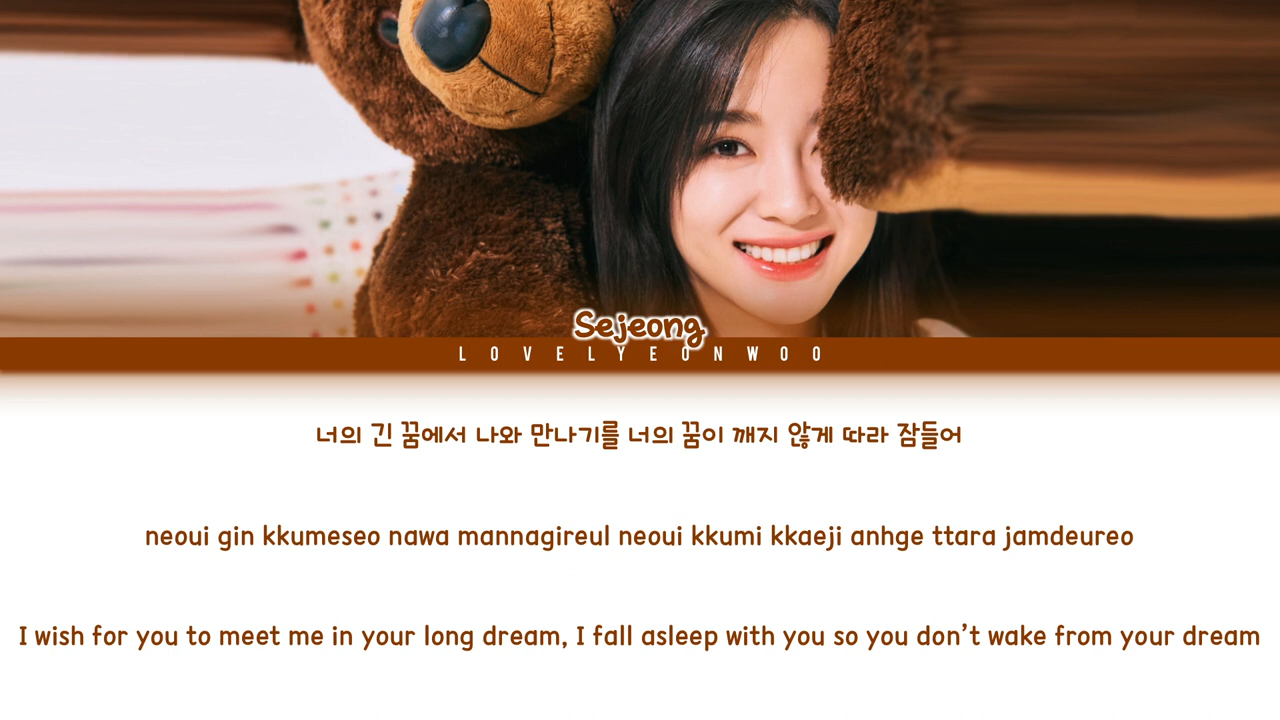 Sejeong
LOVELYEONWOO
너의 긴 꿈에서 나와 만나기를 너의 꿈이 깨지 않게 따라 잠들어
neoui gin kkumeseo nawa mannagireul neoui kkumi kkaeji anhge ttara jamdeureo
I wish for you to meet me in your long dream, I fall asleep with you so you don’t wake from your dream